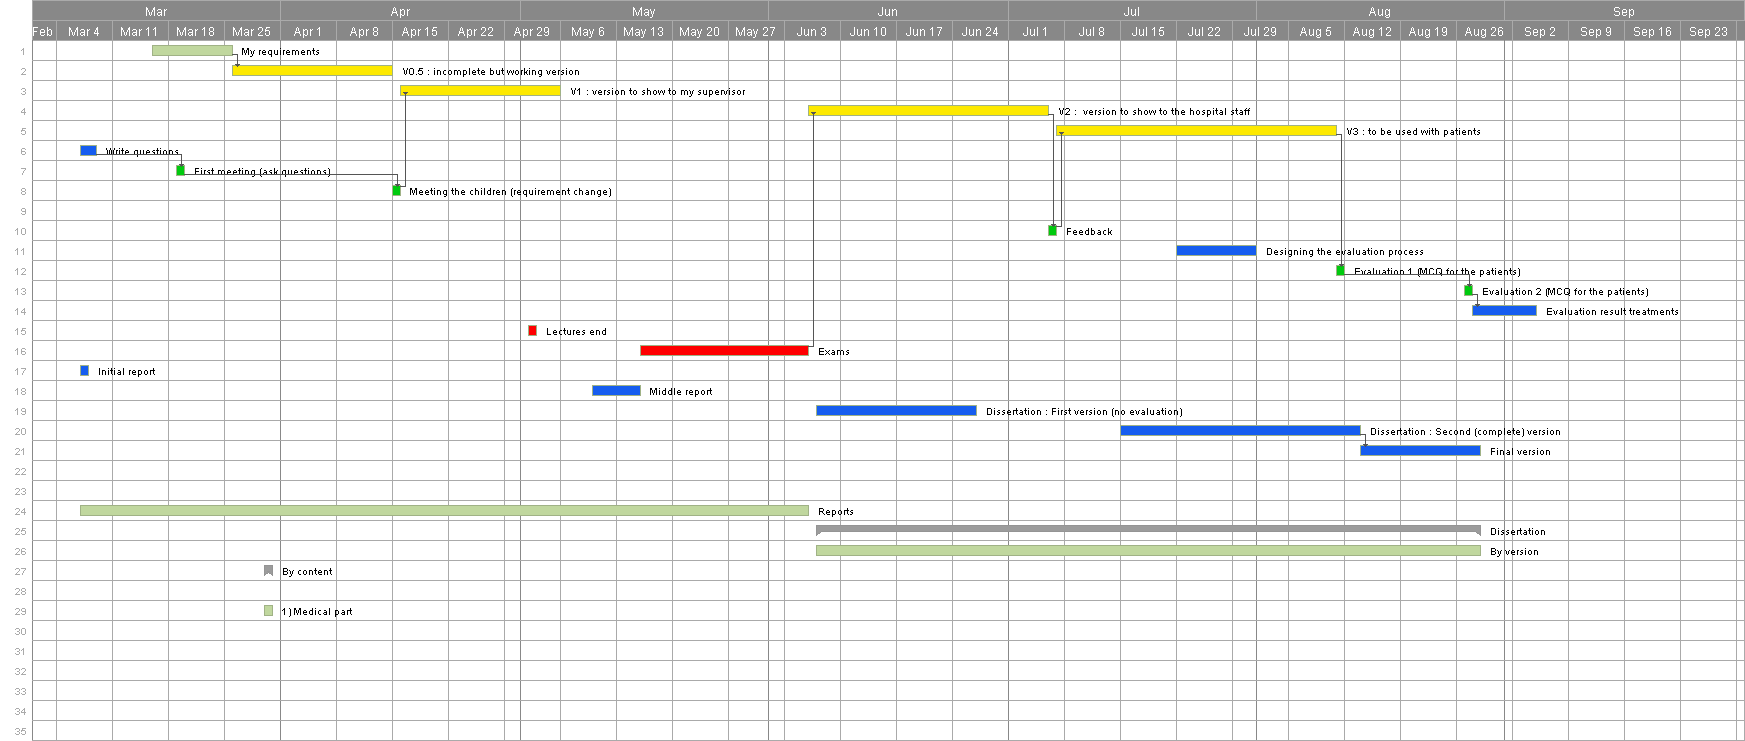 Mar Apr May Jun Jul Aug Sep
Feb Mar 4 Mar 11 Mar 18 Mar 25 Apr 1 Apr 8 Apr 15 Apr 22 Apr 29 May 6 May 13 May 20 May 27 Jun 3 Jun 10 Jun 17 Jun 24 Jul 1 Jul 8 Jul 15 Jul 22 Jul 29 Aug 5 Aug 12 Aug 19 Aug 26 Sep 2 Sep 9 Sep 16 Sep 23
1 My requirements
2 V0.5 : incomplete but working version
3 V1 : version to show to my supervisor
4 V2 : version to show to the hospital staff
5 V3 : to be used with patients
6 Write questions
7 First meeting (ask questions)
8 Meeting the children (requirement change)
9
10 Feedback
11 Designing the evaluation process
12 Evaluation 1 (MCQ for the patients)
13 Evaluation 2 (MCQ for the patients)
14 Evaluation result treatments
15 Lectures end
16 Exams
17 Initial report
18 Middle report
19 Dissertation : First version (no evaluation)
20 Dissertation : Second (complete) version
21 Final version
22
23
24 Reports
25 Dissertation
26 By version
27 By content
28
29 1) Medical part
30
31
32
33
34
35